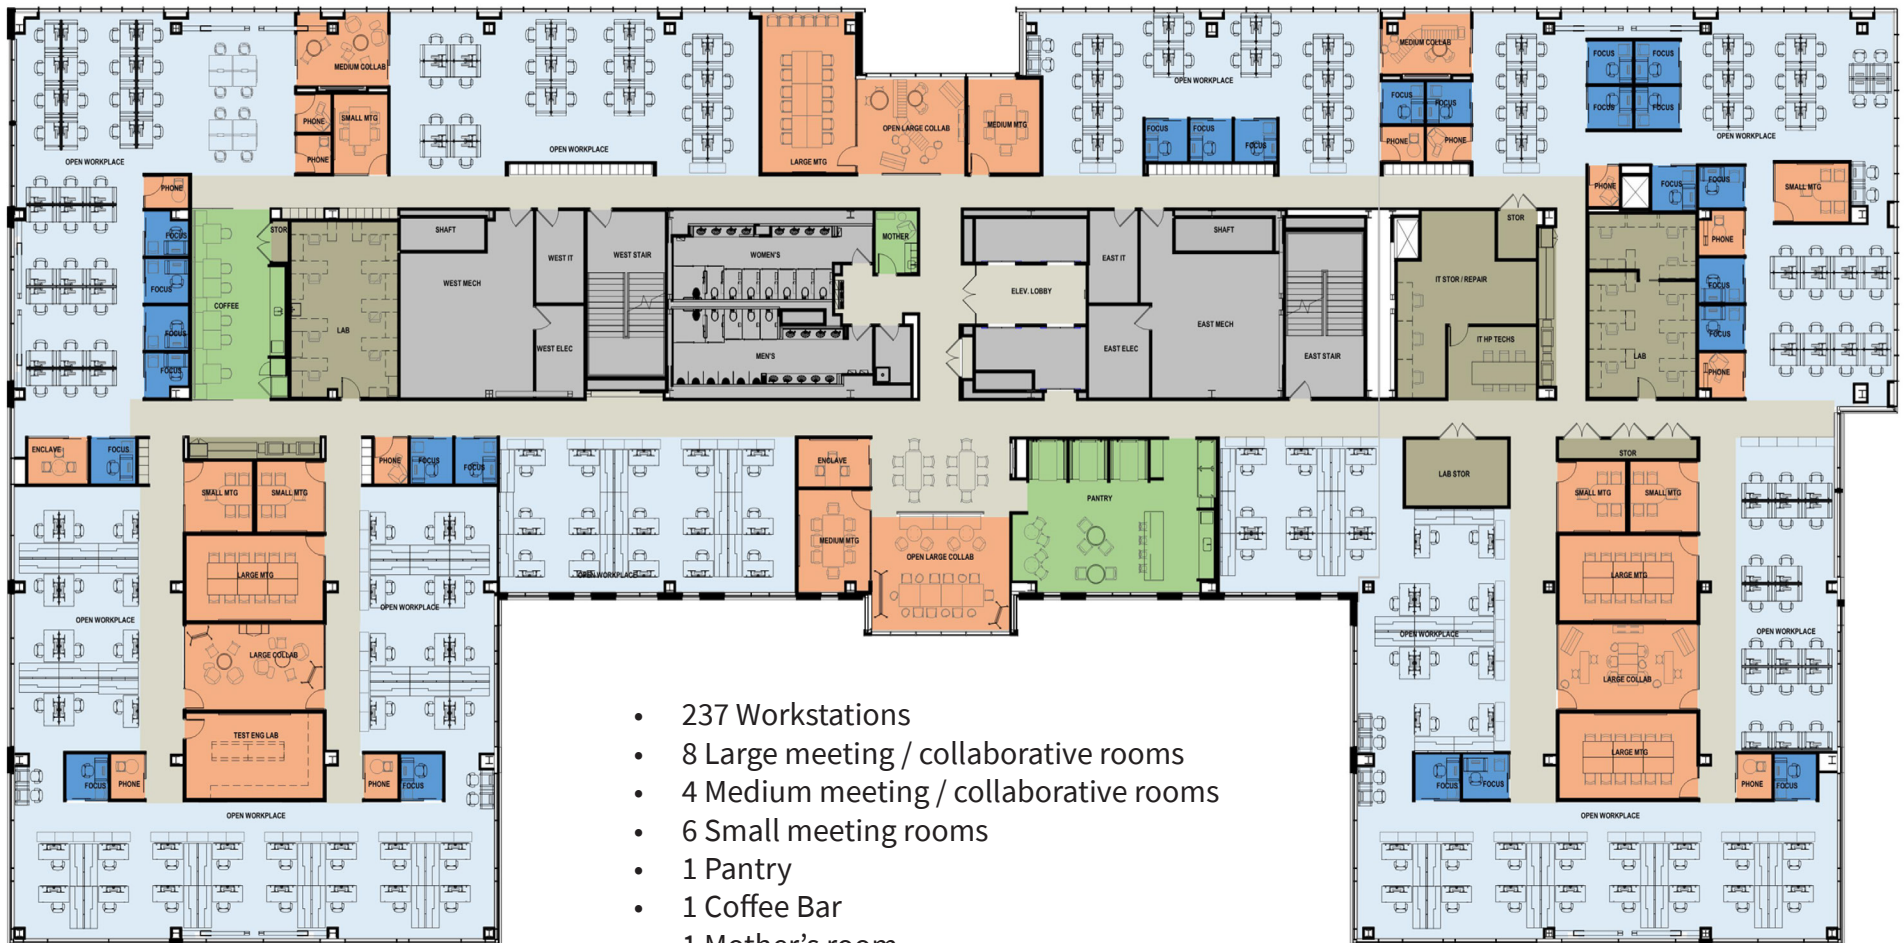 MEDIUM COLLAB
MEDIUM COLLAB
FOCUS
FOCUS
OPEN WORKPLACE
FOCUS
FOCUS
FOCUS
FOCUS
PHONE
SMALL MTG
OPEN LARGE COLLAB
MEDIUM MTG
FOCUS
FOCUS
FOCUS
OPEN WORKPLACE
PHONE
PHONE
OPEN WORKPLACE
OPEN WORKPLACE
PHONE
LARGE MTG
PHONE
PHONE
FOCUS
FOCUS
SMALL MTG
STOR
SHAFT
MOTHER
SHAFT
STOR
FOCUS
PHONE
WEST IT
WEST STAIR
WOMEN'S
EAST IT
FOCUS
COFFEE
WEST MECH
ELEV. LOBBY
IT STOR / REPAIR
FOCUS
FOCUS
LAB
EAST MECH
FOCUS
FOCUS
WEST ELEC
MEN'S
EAST ELEC
EAST STAIR
IT HP TECHS
LAB
FOCUS
PHONE
ENCLAVE
FOCUS
PHONE
FOCUS
FOCUS
ENCLAVE
STOR
SMALL MTG
SMALL MTG
PANTRY
LAB STOR
SMALL MTG
SMALL MTG
MEDIUM MTG
OPEN LARGE COLLAB
LARGE MTG
OPEN WORKPLACE
LARGE MTG
OPEN WORKPLACE
OPEN WORKPLACE
OPEN WORKPLACE
OPEN WORKPLACE
LARGE COLLAB
LARGE COLLAB
TEST ENG LAB
LARGE MTG
FOCUS
PHONE
PHONE
FOCUS
FOCUS
FOCUS
PHONE
FOCUS
OPEN WORKPLACE
OPEN WORKPLACE
• 237 Workstations
• 8 Large meeting / collaborative rooms
• 4 Medium meeting / collaborative rooms
• 6 Small meeting rooms
• 1 Pantry
• 1 Coffee Bar
1 Mother's room